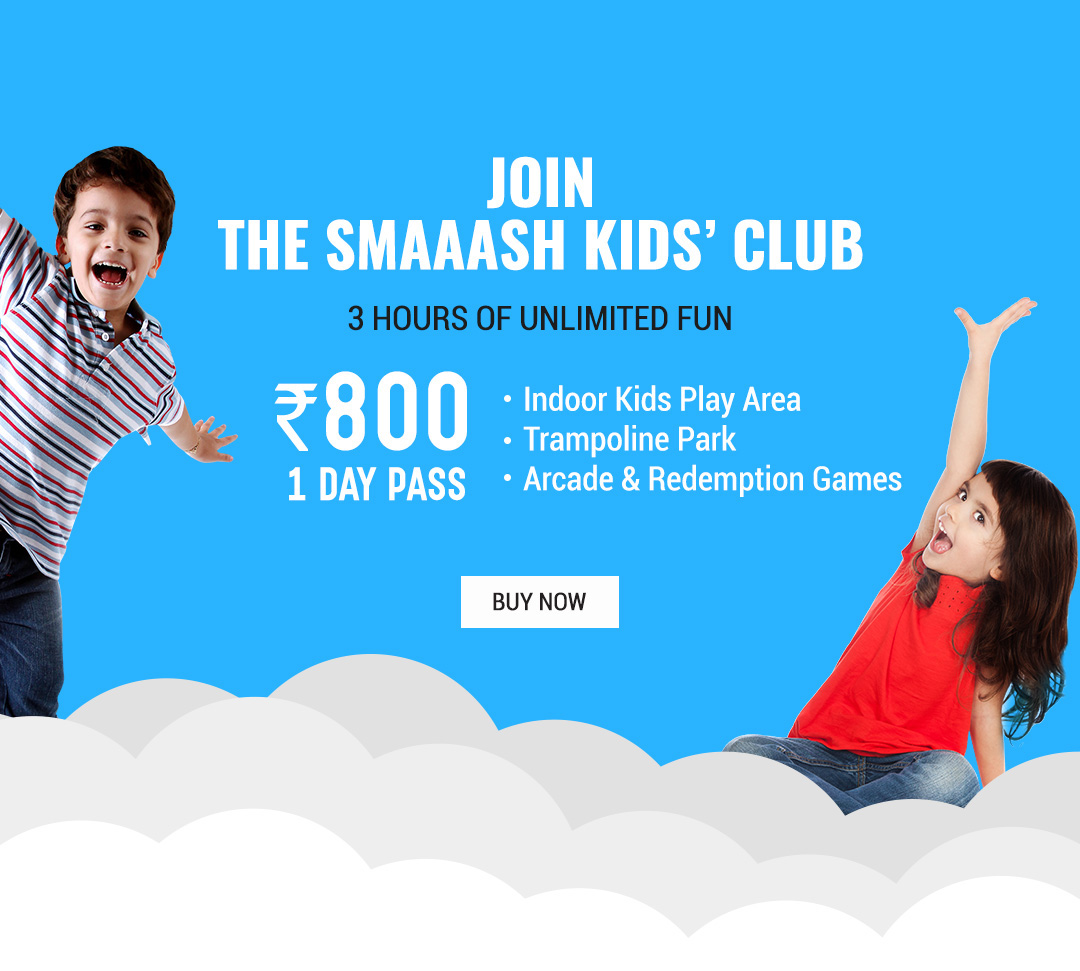 JOIN
THE SMAAASH KIDS’ CLUB
3 HOURS OF UNLIMITED FUN
₹800
1 DAY PASS
• Indoor Kids Play Area
• Trampoline Park
• Arcade & Redemption Games
BUY NOW